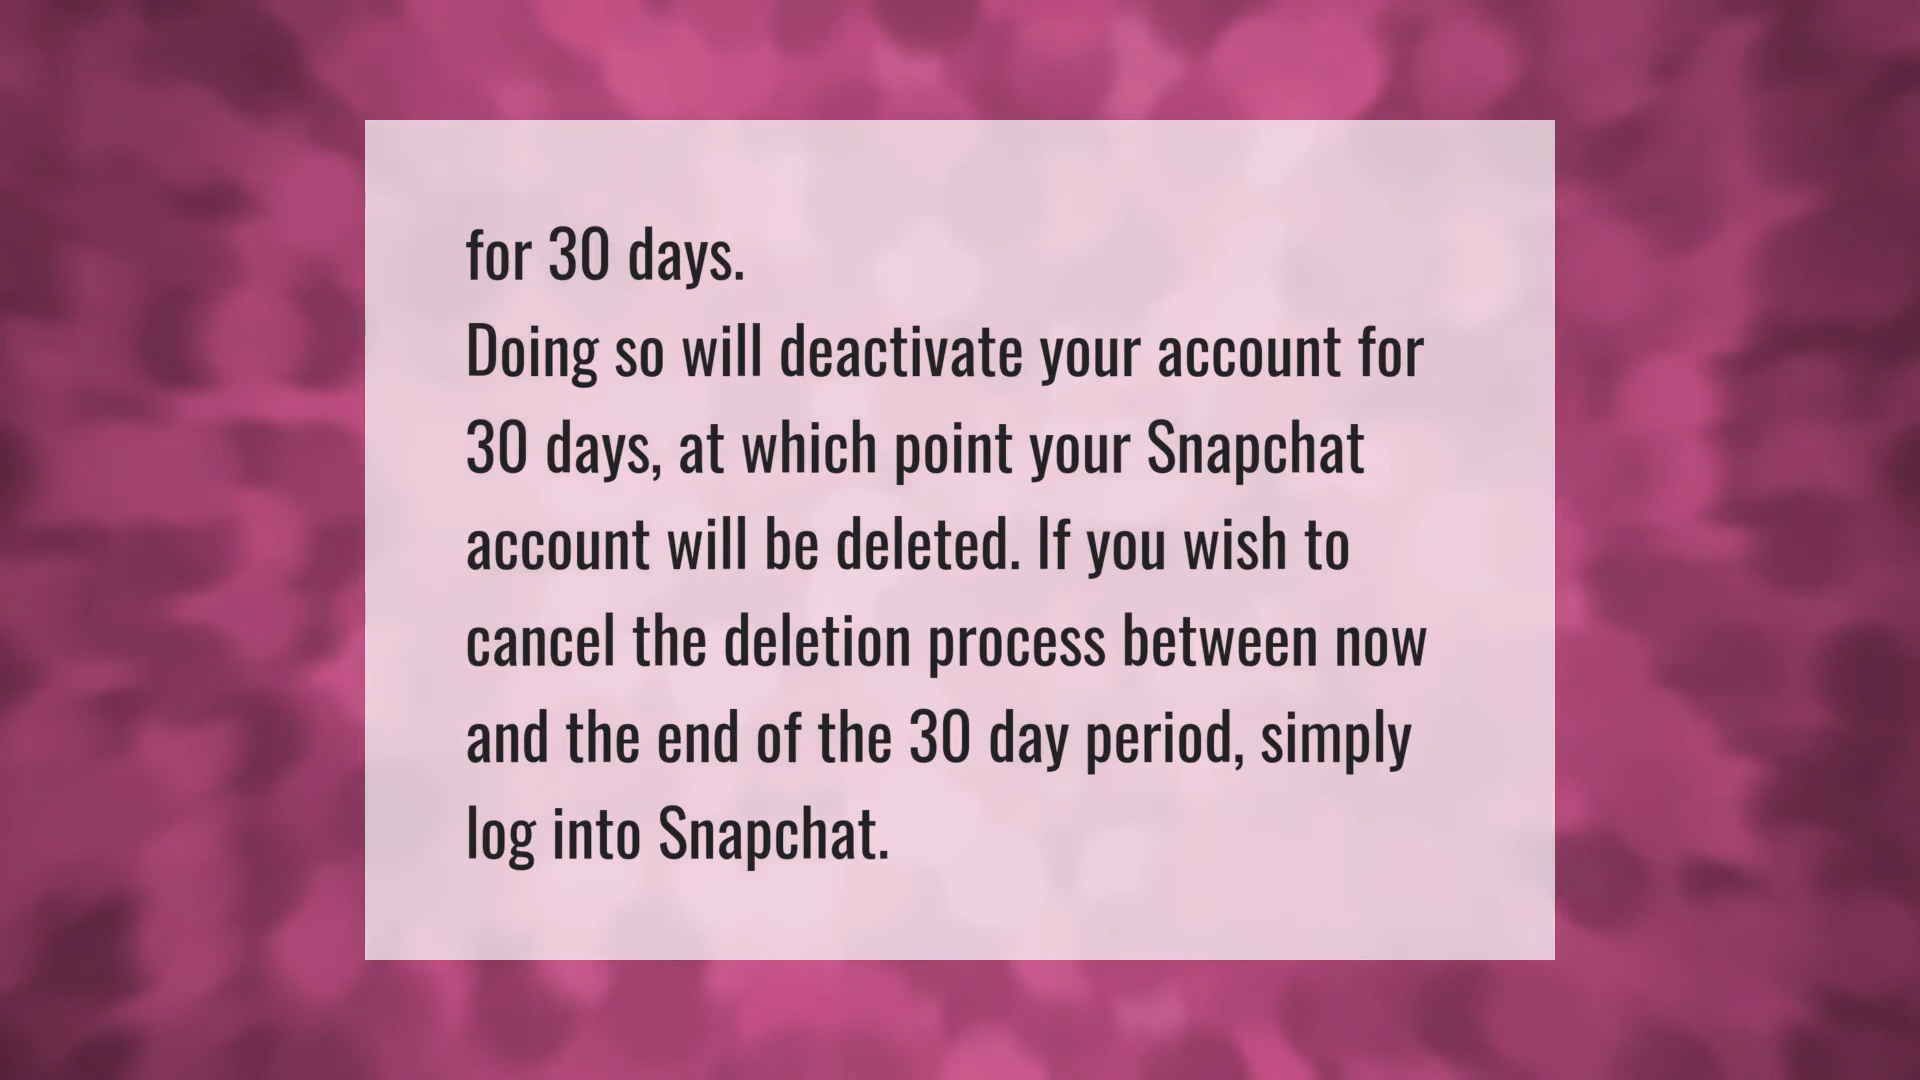 for 30 days.
Doing so will deactivate your account for
30 days, at which point your Snapchat
account will be deleted. If you wish to
cancel the deletion process between now
and the end of the 30 day period, simply
log into Snapchat.